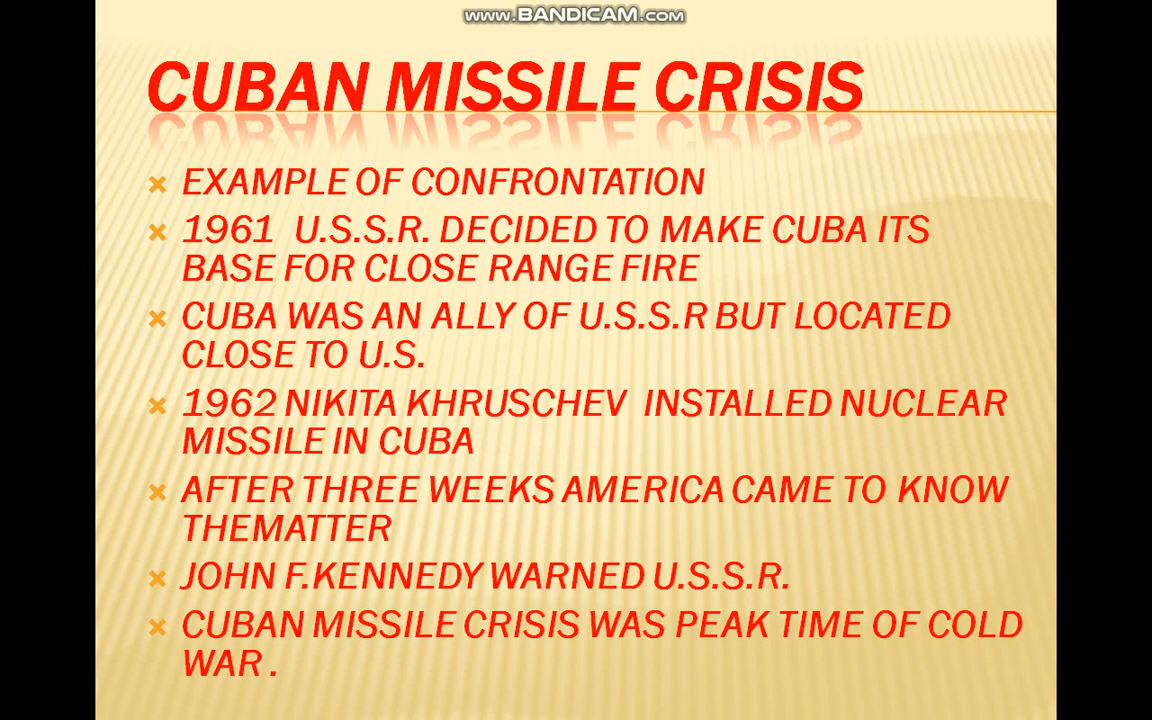 www.BANDICAM.com
CUBAN MISSILE CRISIS
EXAMPLE OF CONFRONTATION
1961 U.S.S.R. DECIDED TO MAKE CUBA ITS
BASE FOR CLOSE RANGE FIRE
CUBA WAS AN ALLY OF U.S.S.R BUT LOCATED
CLOSE TO U.S.
1962 NIKITA KHRUSCHEV INSTALLED NUCLEAR
MISSILE IN CUBA
AFTER THREE WEEKS AMERICA CAME TO KNOW
THEMATTER
JOHN F.KENNEDY WARNED U.S.S.R.
CUBAN MISSILE CRISIS WAS PEAK TIME OF COLD
WAR .